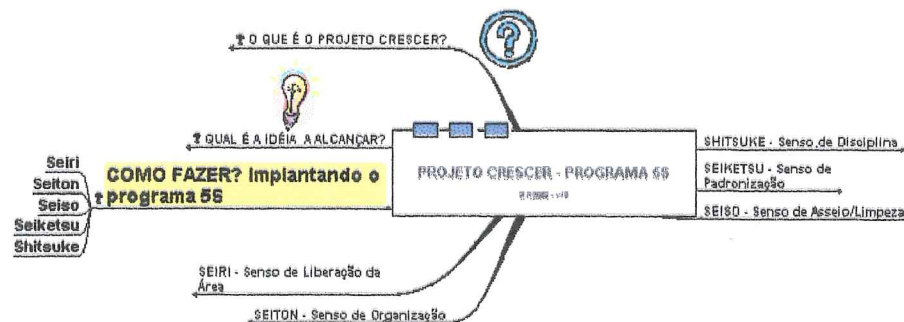 O QUE É O PROJETO CRESCER?
QUAL É A IDÉIA A ALCANÇAR?
COMO FAZER? Implantando o
programa 5S
Seiri
Seiton
Seiso
Seiketsu
Shitsuke
PROJETO CRESCER - PROGRAMA 5S
SHITSUKE - Senso de Disciplina
SEIKETSU - Senso de
Padronização
SEISO - Senso de Asseio/Limpeza
SEIRI - Senso de Liberação da
Área
SEITON - Senso de Organização